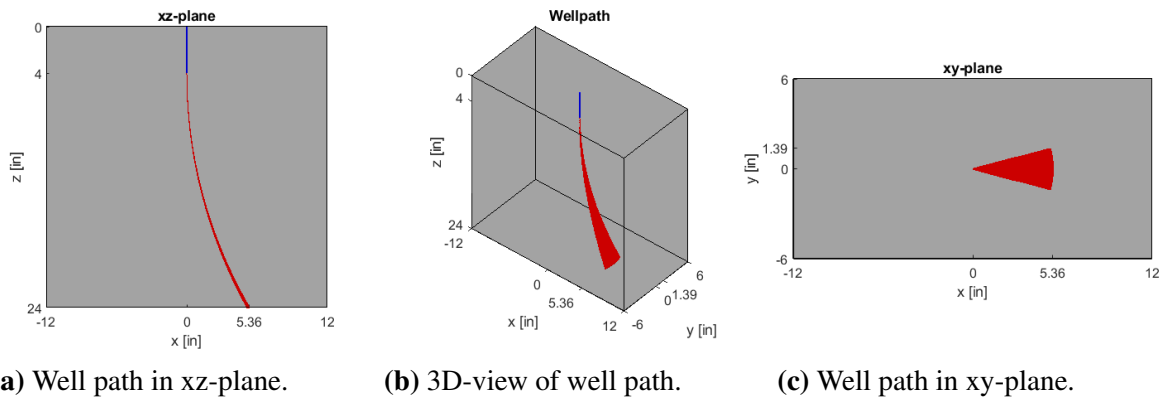 xz-plane
0
4
24
z [in]
-12
0
5.36
12
x [in]
Wellpath
0
4
24
z [in]
-12
0
5.36
12
x [in]
-6
0
1.39
6
y [in]
xy-plane
6
1.39
0
-6
y [in]
-12
0
5.36
12
x [in]
a) Well path in xz-plane.
(b) 3D-view of well path.
(c) Well path in xy-plane.